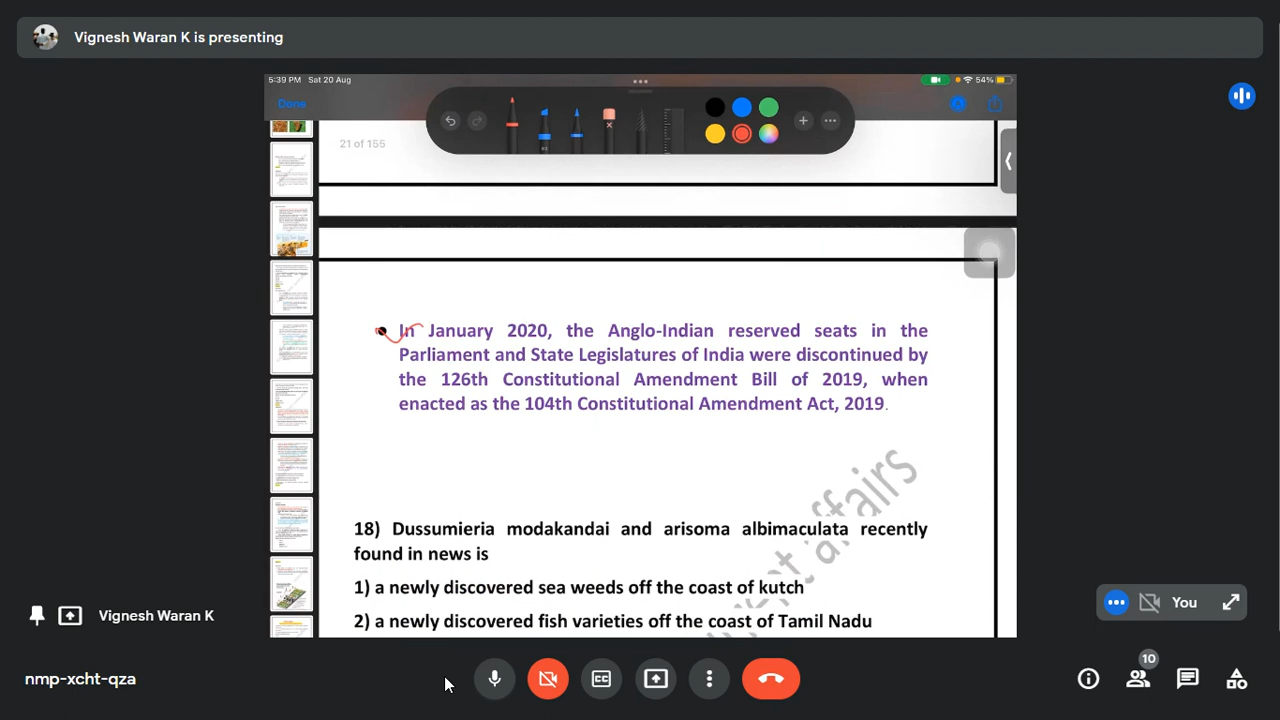 Vignesh Waran K is presenting
5:39 PM Sat 20 Aug
54%
Done
21 of 155
In January 2020, the Anglo-Indian reserved seats in the
Parliament and State Legislatures of India were discontinued by
the 126th Constitutional Amendment Bill of 2019, when
enacted as the 104th Constitutional Amendment Act, 2019.
18) Dussumieria modakandai and ariosoma albimaculata recently
found in news is
1) a newly discovered sea weeds off the coast of kutch
2) a newly discovered fish varieties off the coast of Tamil Nadu
Vignesh Waran K
You
nmp-xcht-qza
10